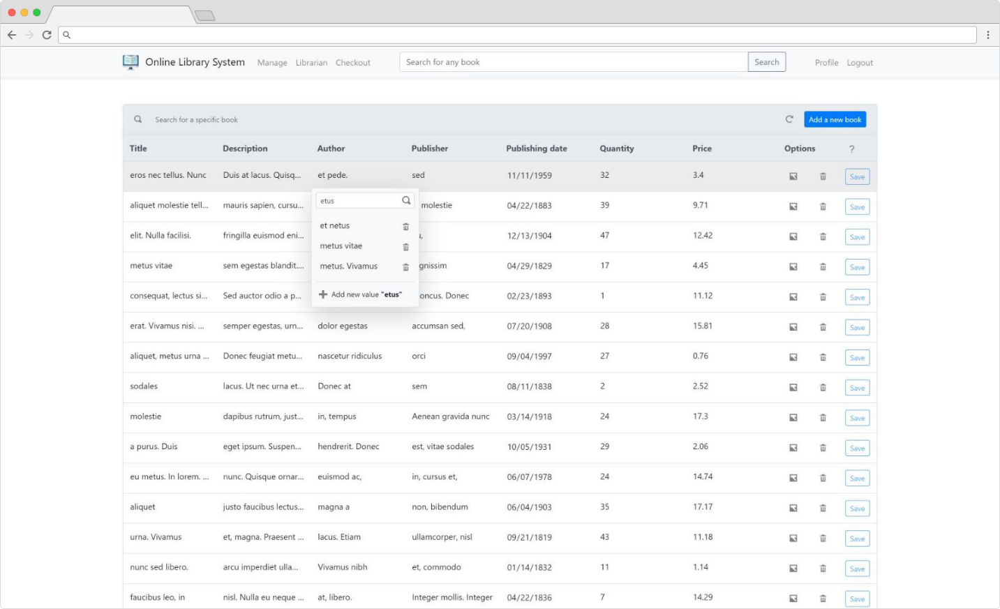 Online Library System Manage Librarian Checkout Search for any book Search Profile Logout
Search for a specific book Add a new book
Title Description Author Publisher Publishing date Quantity Price Options ?
eros nec tellus. Nunc Duis at lacus. Quisq... et pede. sed 11/11/1959 32 3.4 Save
etus
aliquet molestie tell... mauris sapien, cursu... molestie 04/22/1883 39 9.71 Save
et netus
elit. Nulla facilisi. fringilla euismod eni... 12/13/1904 47 12.42 Save
metus vitae
metus vitae sem egestas blandit.... metus. Vivamus gnissim 04/29/1829 17 4.45 Save
consequat, lectus si... Sed auctor odio a p... Add new value "etus" oncus. Donec 02/23/1893 1 11.12 Save
erat. Vivamus nisi. ... semper egestas, urn... dolor egestas accumsan sed, 07/20/1908 28 15.81 Save
aliquet, metus urna ... Donec feugiat metu... nascetur ridiculus orci 09/04/1997 27 0.76 Save
sodales lacus. Ut nec urna et... Donec at sem 08/11/1838 2 2.52 Save
molestie dapibus rutrum, just... in, tempus Aenean gravida nunc 03/14/1918 24 17.3 Save
a purus. Duis eget ipsum. Suspen... hendrerit. Donec est, vitae sodales 10/05/1931 29 2.06 Save
eu metus. In lorem. ... nunc. Quisque ornar... euismod ac, in, cursus et, 06/07/1978 24 14.74 Save
aliquet justo faucibus lectus... magna a non, bibendum 06/04/1903 35 17.17 Save
urna. Vivamus et, magna. Praesent ... lacus. Etiam ullamcorper, nisl 09/21/1819 43 11.18 Save
nunc sed libero. arcu imperdiet ulla... Vivamus nibh et, commodo 01/14/1832 11 1.14 Save
faucibus leo, in nisl. Nulla eu neque ... at, libero. Integer mollis. Integer 04/22/1836 7 14.29 Save